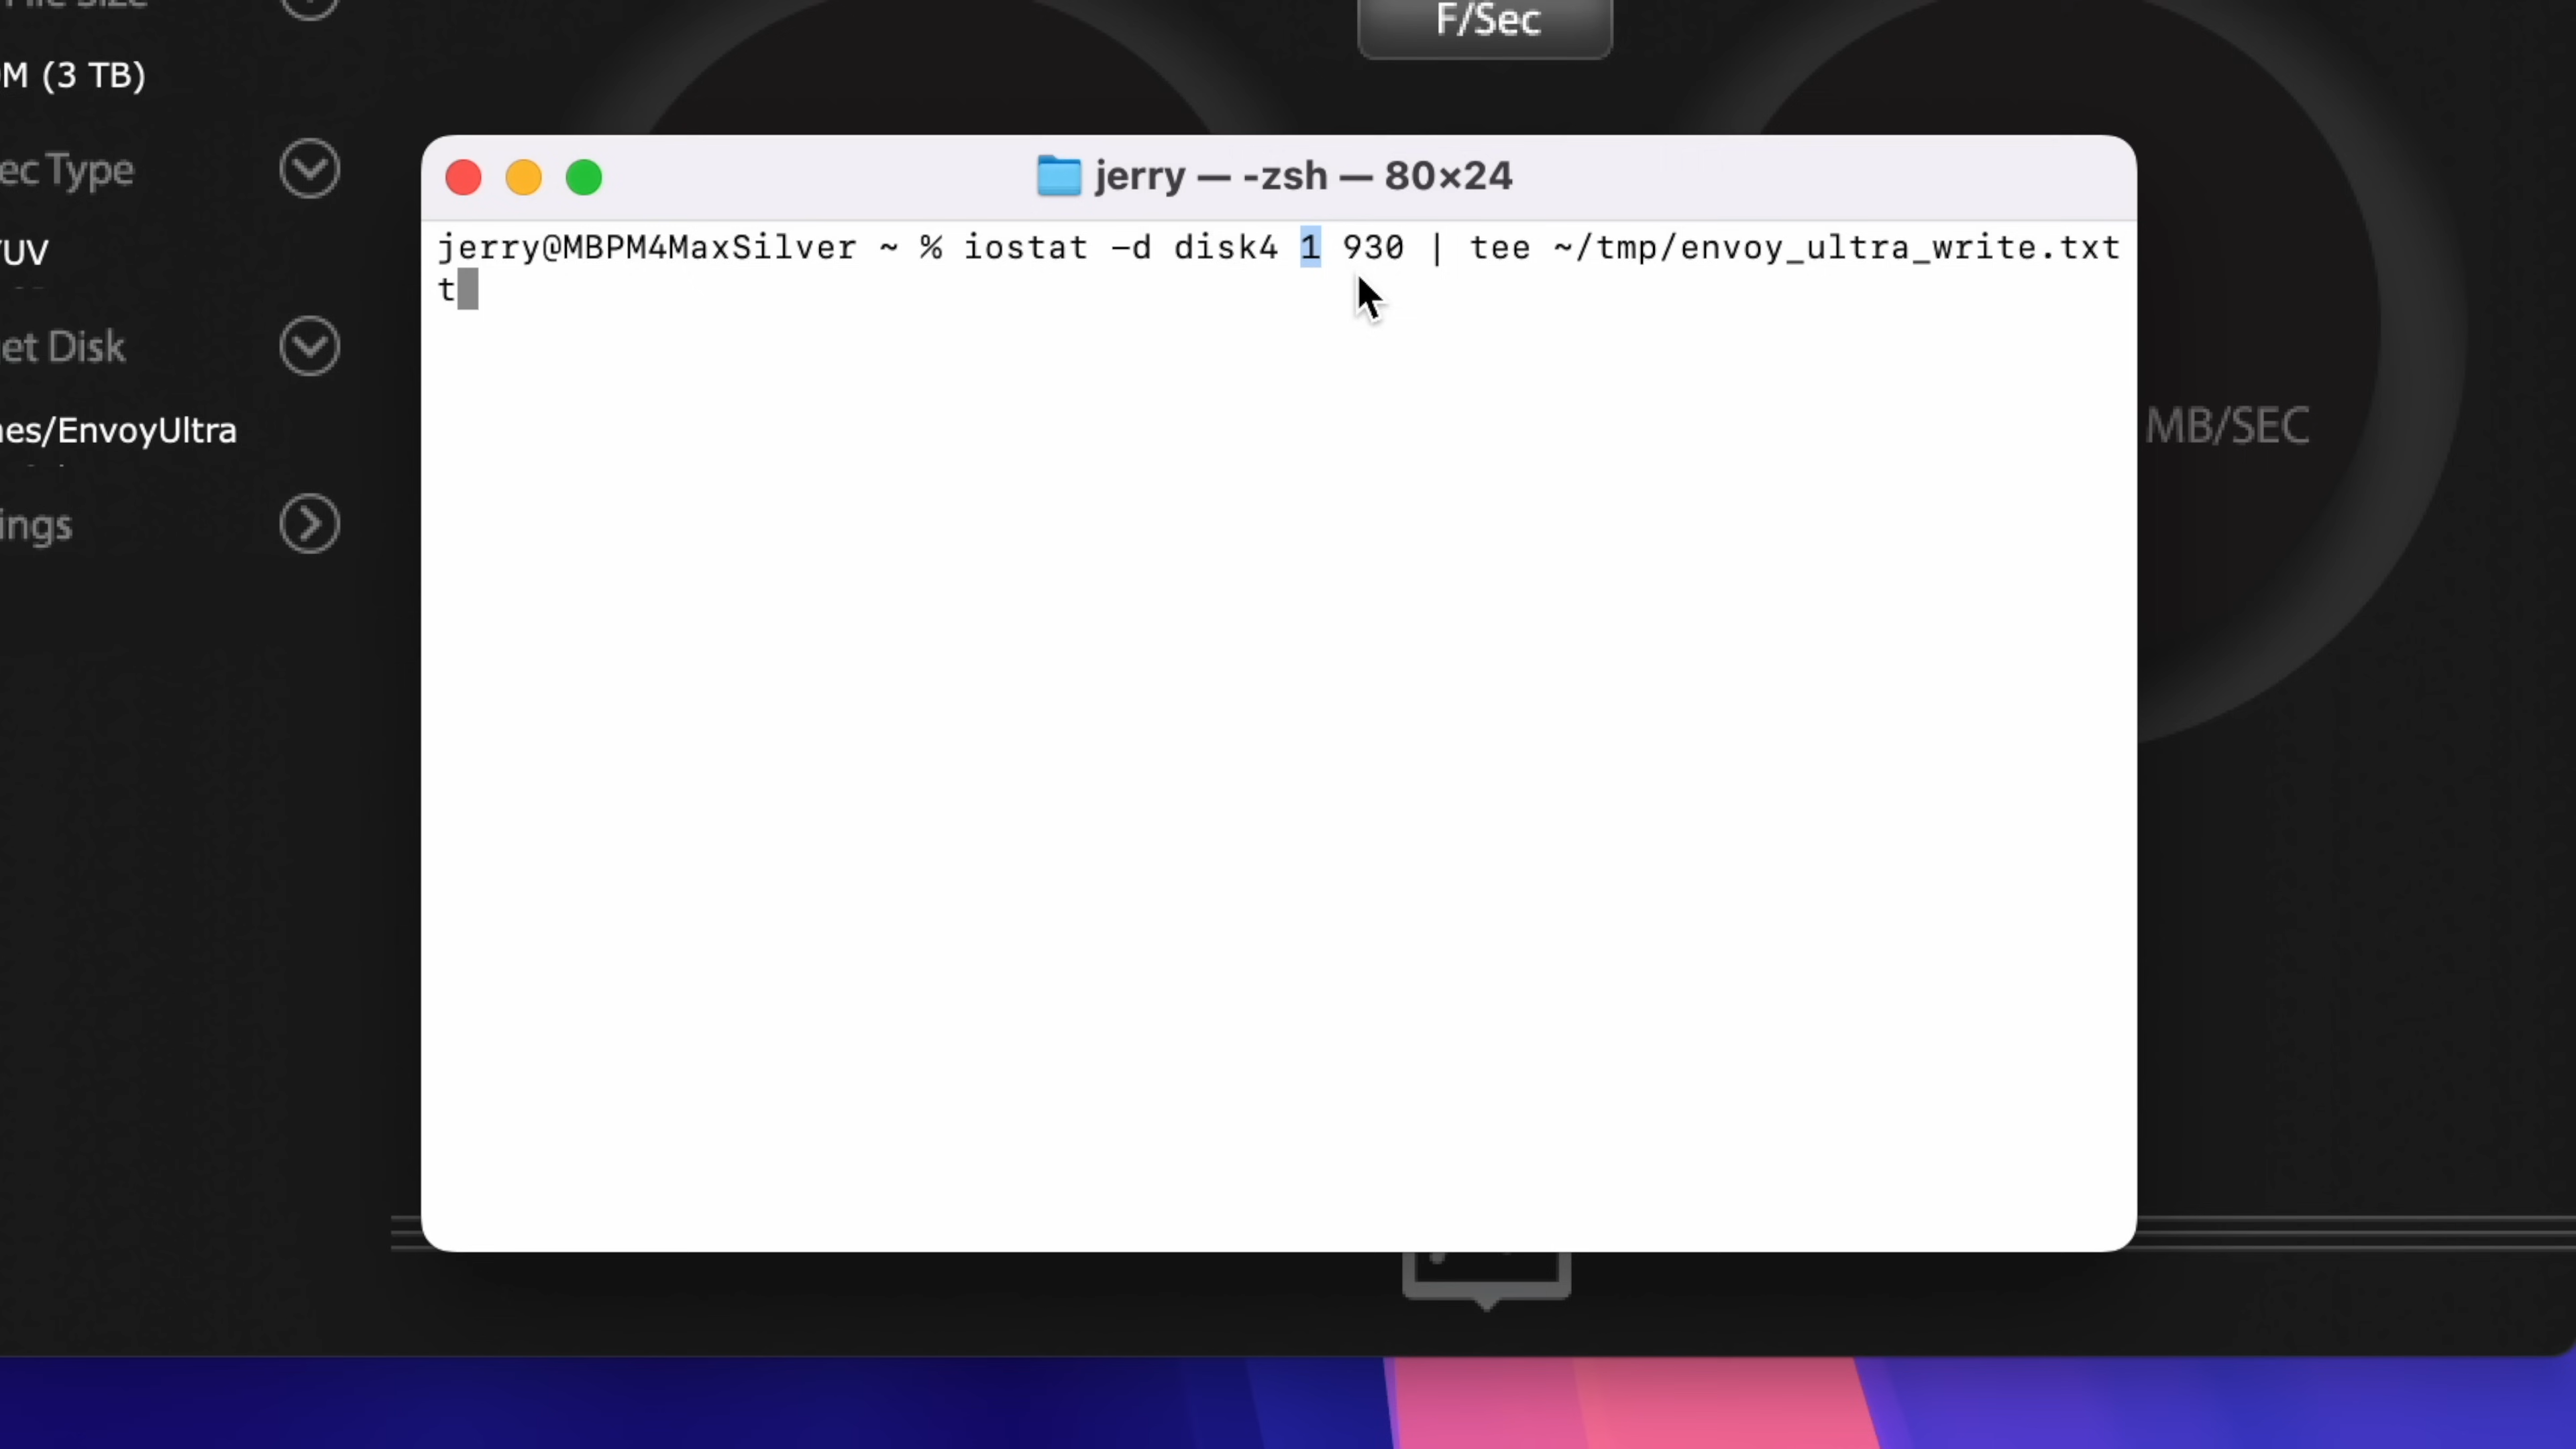 F/Sec
M (3 TB)
ec Type
UV
et Disk
nes/EnvoyUltra
ings
jerry — -zsh — 80×24
jerry@MBPM4MaxSilver ~ % iostat -d disk4 1 930 | tee ~/tmp/envoy_ultra_write.txt
t
MB/SEC